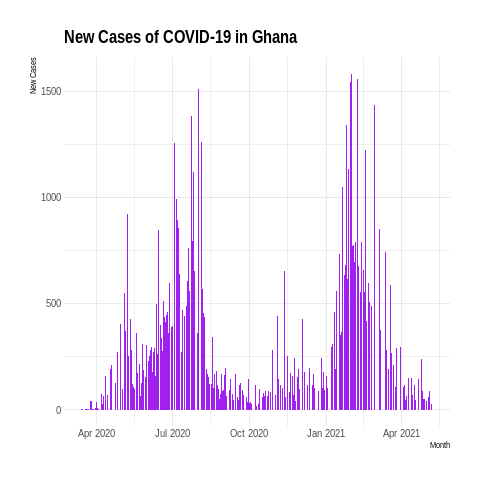 New Cases of COVID-19 in Ghana
New Cases
1500
1000
500
0
Apr 2020
Jul 2020
Oct 2020
Jan 2021
Apr 2021
Month